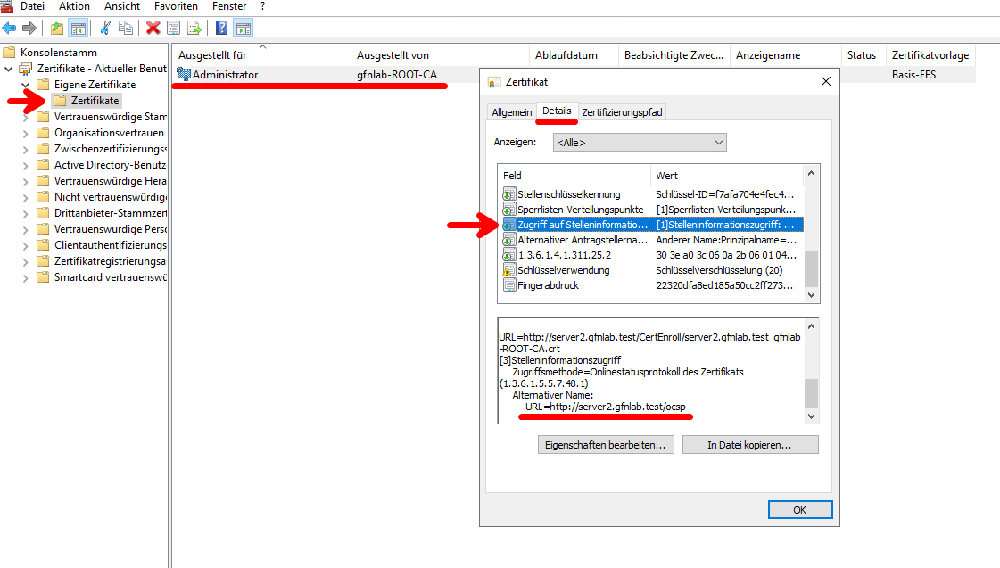 Datei Aktion Ansicht Favoriten Fenster ?
Konsolenstamm
Zertifikate - Aktueller Benut
Eigene Zertifikate
Zertifikate
Vertrauenswürdige Stam
Organisationsvertrauen
Zwischenzertifizierungss
Active Directory-Benutz
Vertrauenswürdige Hera
Nicht vertrauenswürdige
Drittanbieter-Stammzert
Vertrauenswürdige Perso
Clientauthentifizierungs
Zertifikatregistrierungsa
Smartcard vertrauenswü
Ausgestellt für Ausgestellt von Ablaufdatum Beabsichtigte Zwec... Anzeigename Status Zertifikatvorlage
Administrator gfnlab-ROOT-CA Basis-EFS
Zertifikat
Allgemein Details Zertifizierungspfad
Anzeigen: <Alle>
Feld Wert
Stellenschlüsselkennung Schlüssel-ID=f7afa704e4fec4...
Sperrlisten-Verteilungspunkte [1]Sperrlisten-Verteilungspunk...
Zugriff auf Stelleninformatio... [1]Stelleninformationszugriff: ...
Alternativer Antragstellerna... Anderer Name:Prinzipalname=...
1.3.6.1.4.1.311.25.2 30 3e a0 3c 06 0a 2b 06 01 04...
Schlüsselverwendung Schlüsselverschlüsselung (20)
Fingerabdruck 22320dfa8ed185a50cc2ff273...
URL=http://server2.gfnlab.test/CertEnroll/server2.gfnlab.test_gfnlab
-ROOT-CA.crt
[3]Stelleninformationszugriff
Zugriffsmethode=Onlinestatusprotokoll des Zertifikats
(1.3.6.1.5.5.7.48.1)
Alternativer Name:
URL=http://server2.gfnlab.test/ocsp
Eigenschaften bearbeiten... In Datei kopieren...
OK